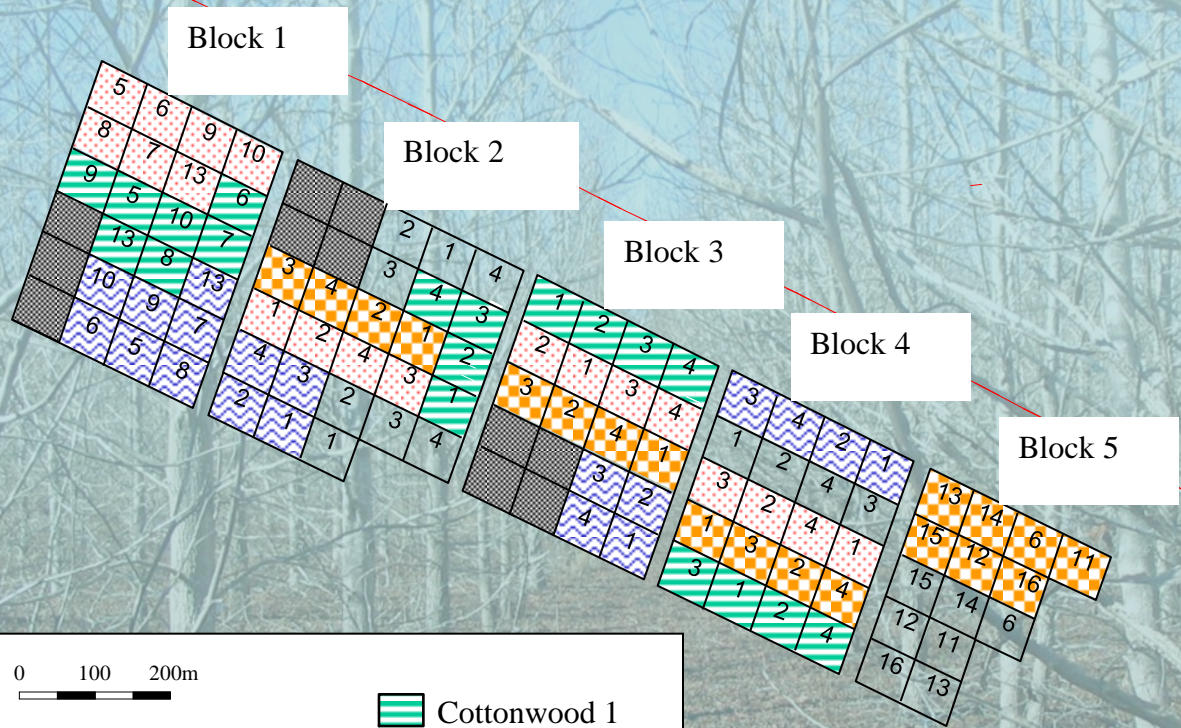 Block 1
5 6 9 10
8 7 13 6
9 5 10 7
13 8 13
10 9 7
6 5 8
Block 2
2 1 4
3 4 3
3 4 2 1 2
1 2 4 3 1
4 3 2 3 4
2 1 1
Block 3
1 2 3 4
2 1 3 4
3 2 4 1
3 2
4 1
Block 4
3 4 2 1
1 2 4 3
3 2 4 1
1 3 2 4
3 1 2 4
Block 5
13 14 6 11
15 12 16
15 14 6
12 11
16 13
0 100 200m
Cottonwood 1